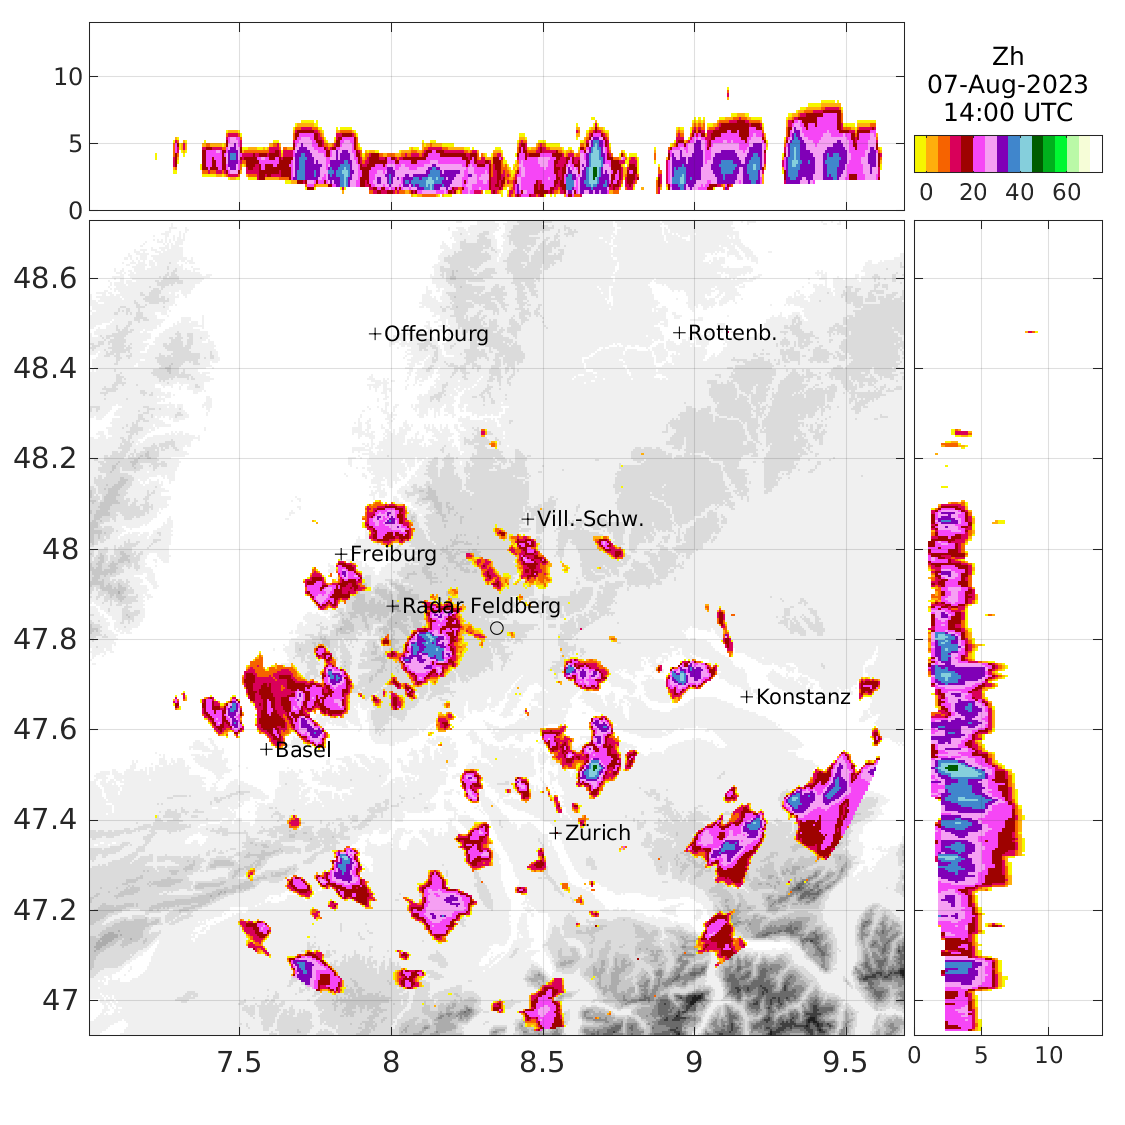 10
5
0
Zh
07-Aug-2023
14:00 UTC
0 20 40 60
48.6
48.4
48.2
48
47.8
47.6
47.4
47.2
47
+Offenburg
+Rottenb.
+Vill.-Schw.
+Freiburg
+Radar Feldberg
+Konstanz
+Basel
+Zürich
7.5 8 8.5 9 9.5
0 5 10